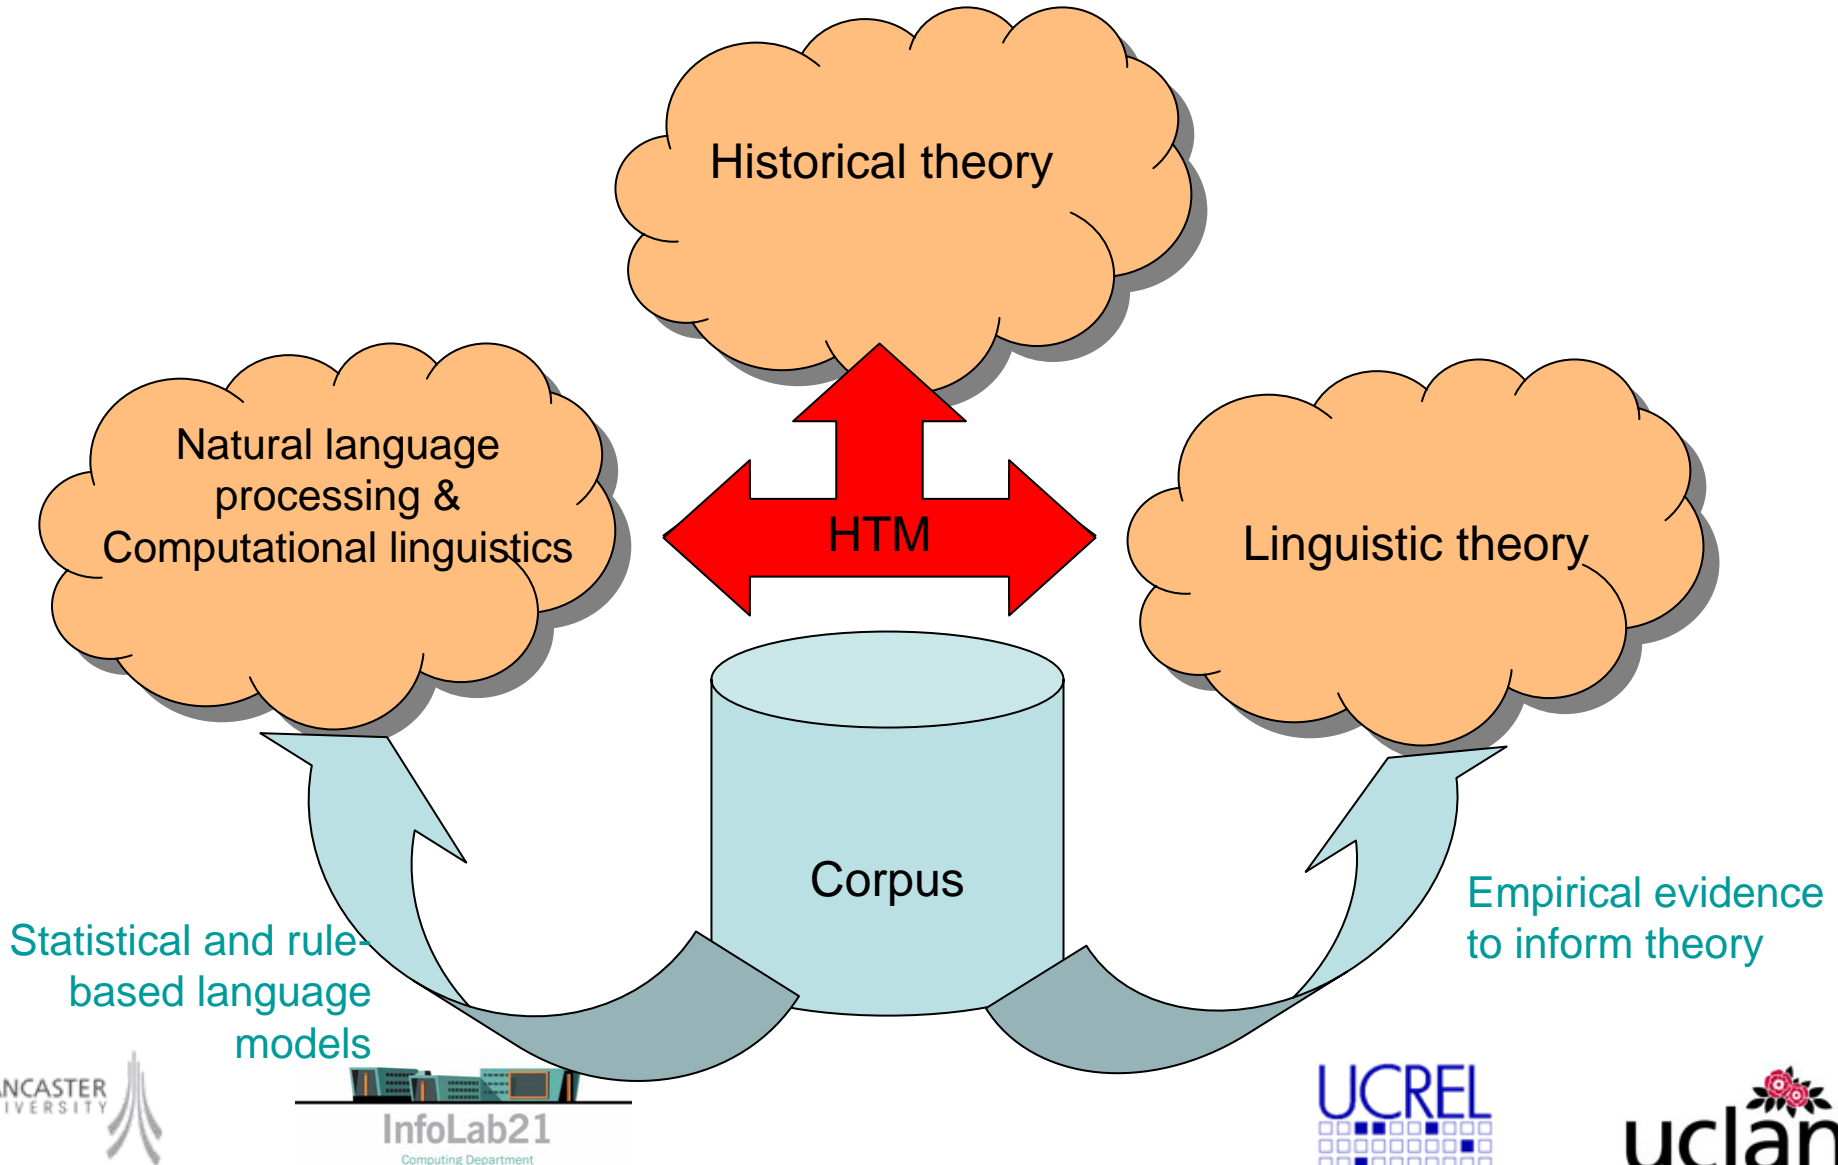 Historical theory
Natural language
processing &
Computational linguistics
HTM
Linguistic theory
Corpus
Statistical and rule-
based language
models
Empirical evidence
to inform theory
NCASTER
IVERSITY
InfoLab21
Computing Department
UCREL
uclan